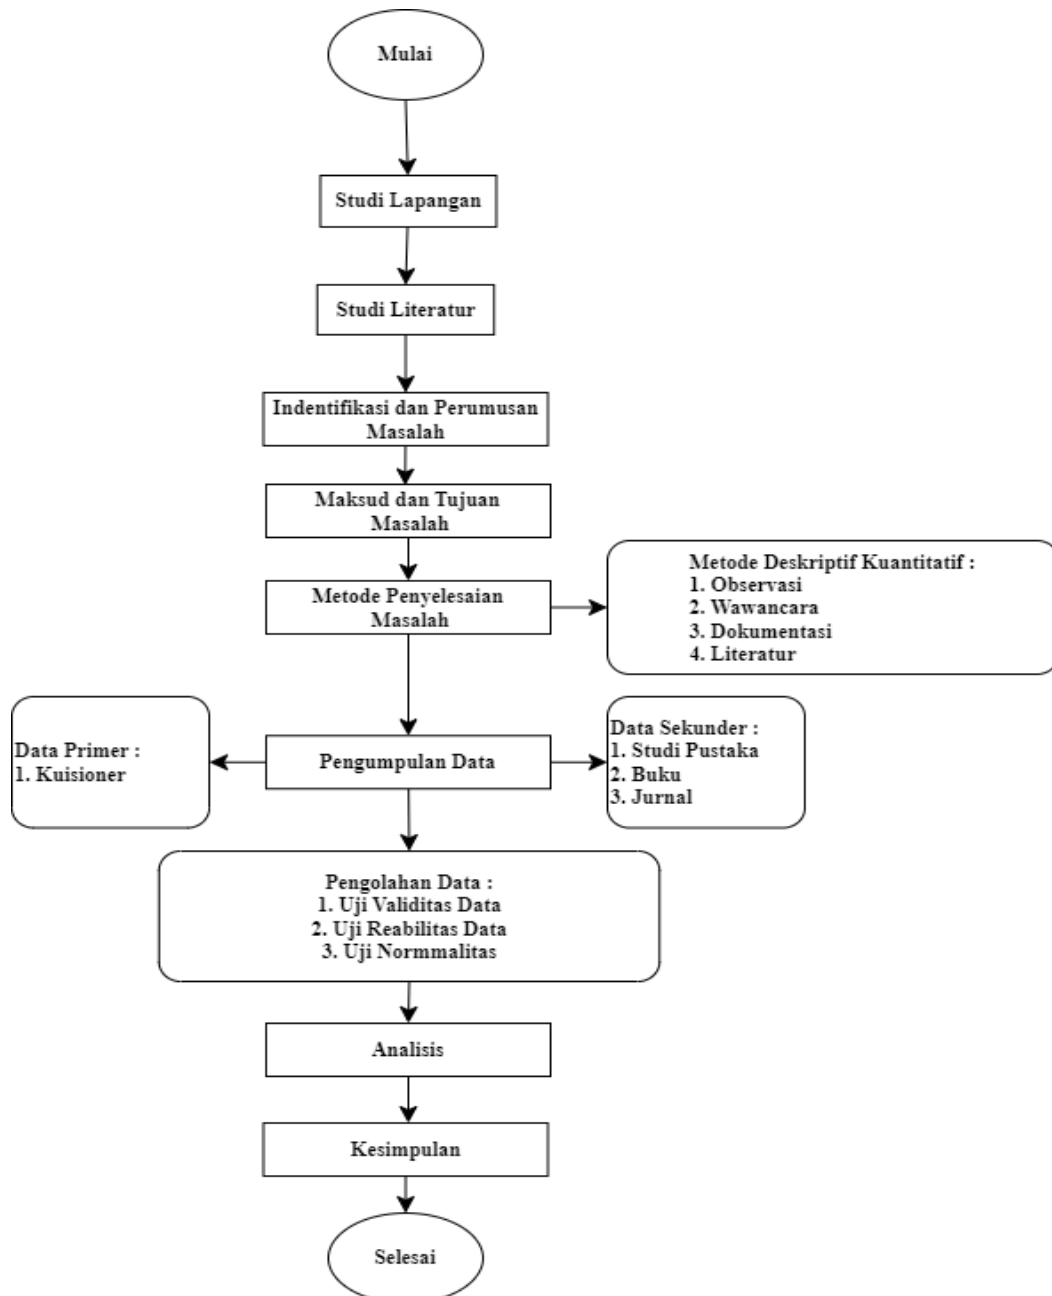 Mulai
Studi Lapangan
Studi Literatur
Indentifikasi dan Perumusan
Masalah
Maksud dan Tujuan
Masalah
Metode Penyelesaian
Masalah
Metode Deskriptif Kuantitatif :
1. Observasi
2. Wawancara
3. Dokumentasi
4. Literatur
Data Primer :
1. Kuisioner
Pengumpulan Data
Data Sekunder :
1. Studi Pustaka
2. Buku
3. Jurnal
Pengolahan Data :
1. Uji Validitas Data
2. Uji Reabilitas Data
3. Uji Normmalitas
Analisis
Kesimpulan
Selesai